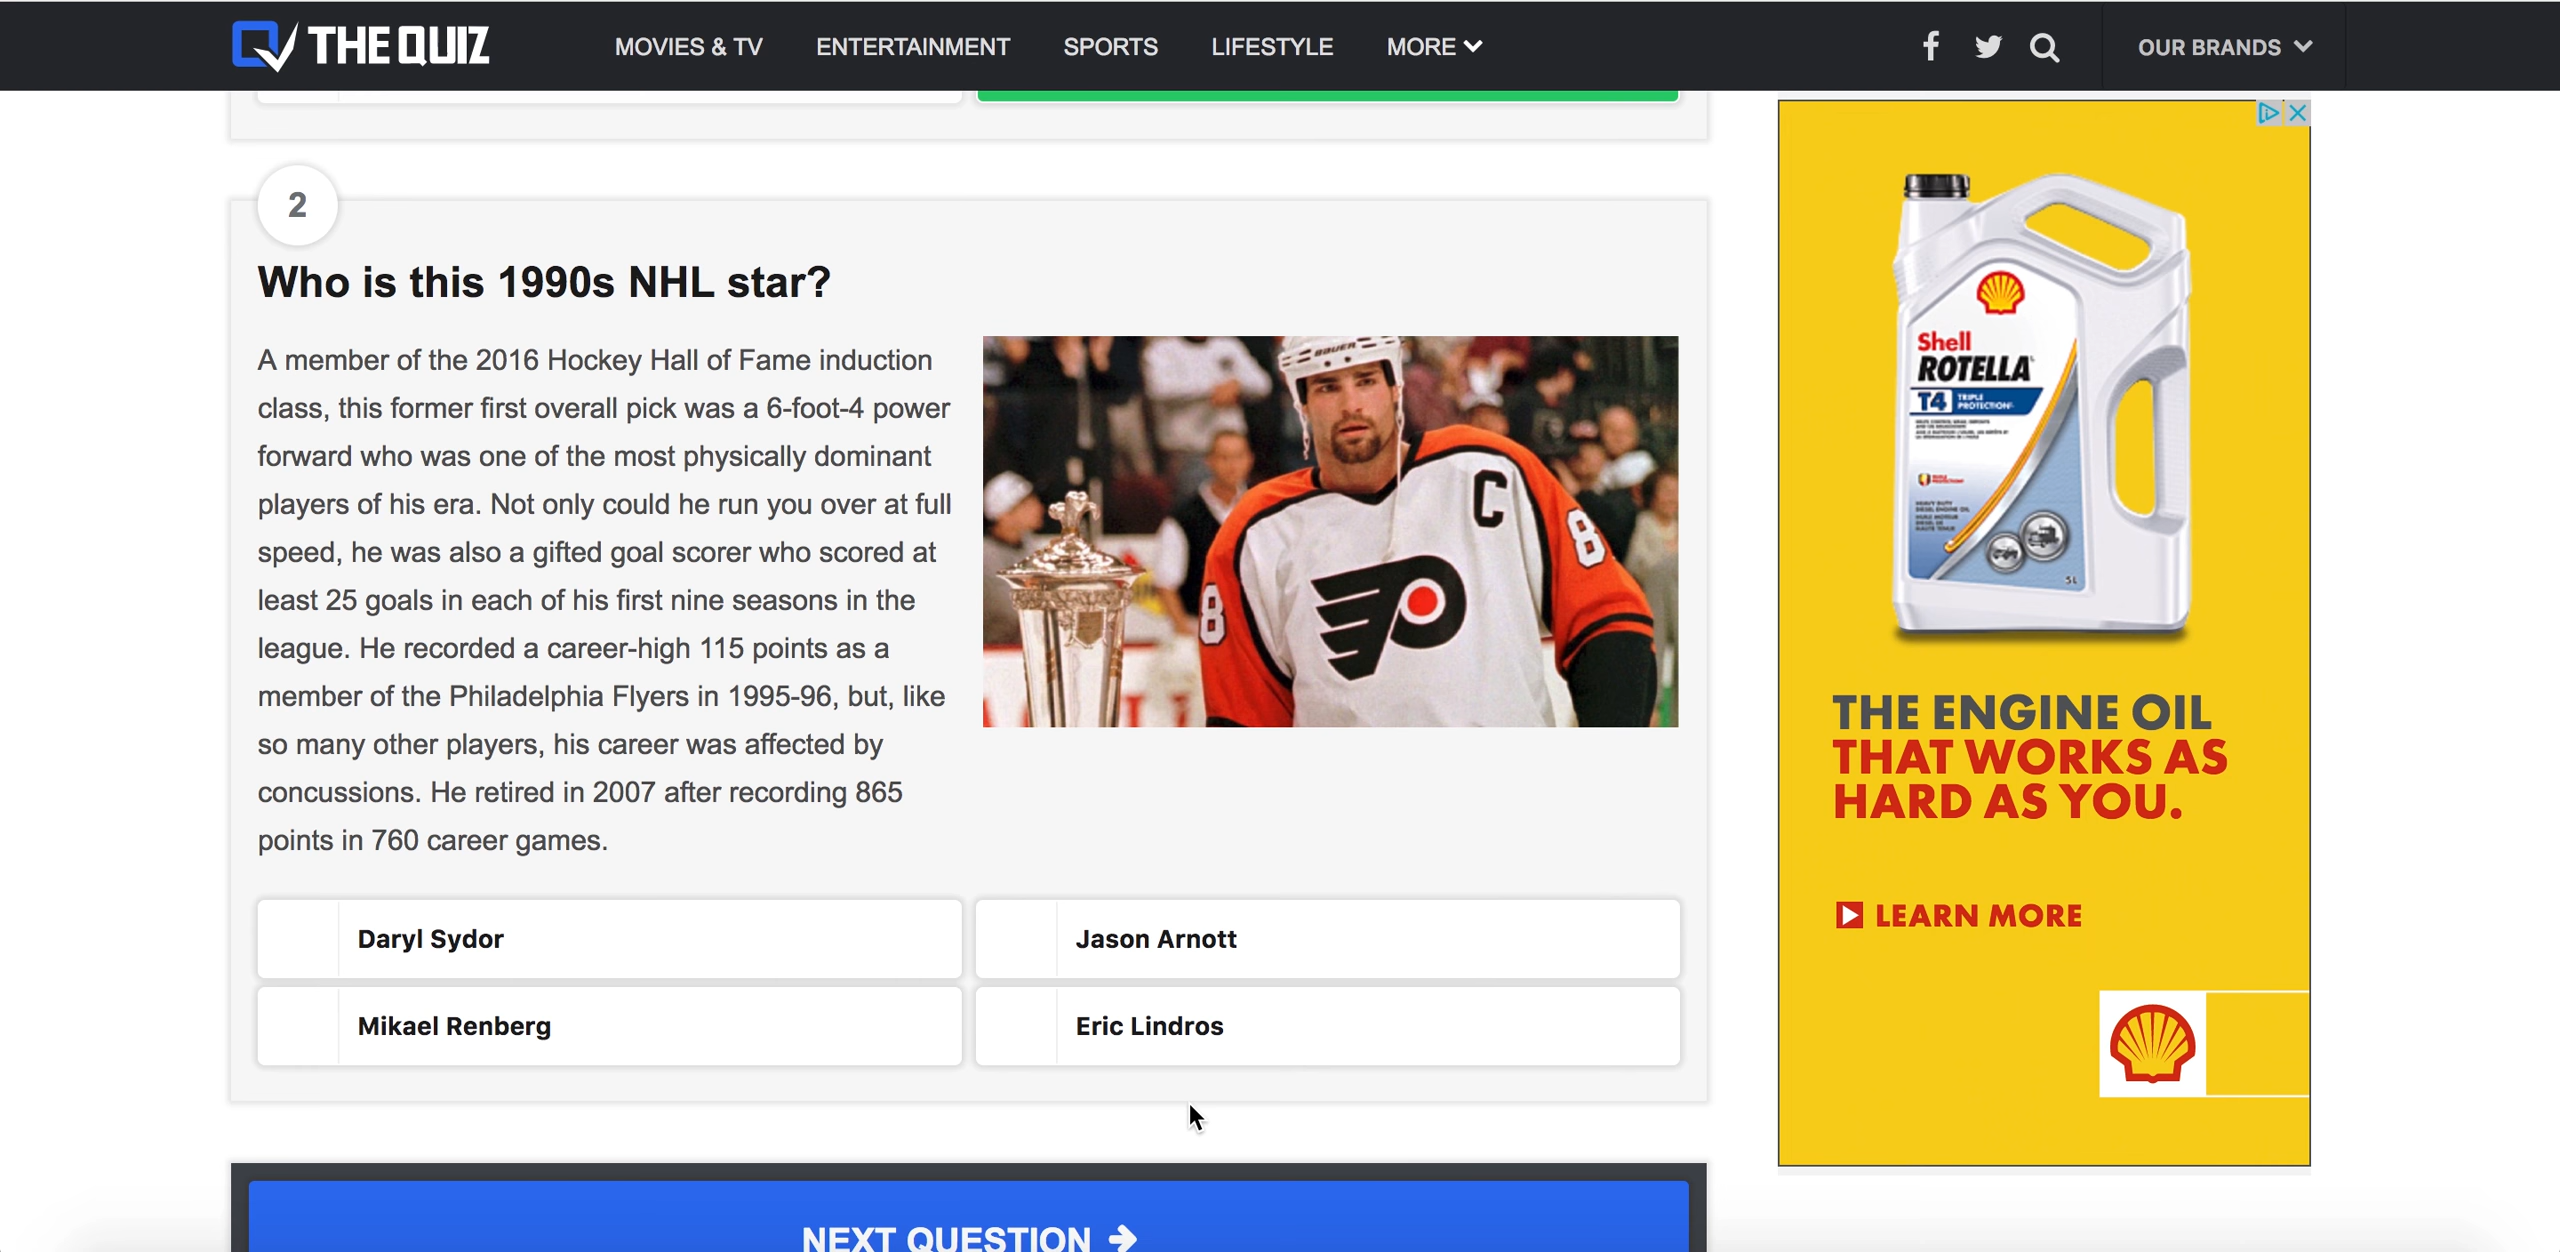 THE QUIZ
MOVIES & TV
ENTERTAINMENT
SPORTS
LIFESTYLE
MORE
OUR BRANDS
2
Who is this 1990s NHL star?
A member of the 2016 Hockey Hall of Fame induction
class, this former first overall pick was a 6-foot-4 power
forward who was one of the most physically dominant
players of his era. Not only could he run you over at full
speed, he was also a gifted goal scorer who scored at
least 25 goals in each of his first nine seasons in the
league. He recorded a career-high 115 points as a
member of the Philadelphia Flyers in 1995-96, but, like
so many other players, his career was affected by
concussions. He retired in 2007 after recording 865
points in 760 career games.
BAUER
C
8
8
Daryl Sydor
Jason Arnott
Mikael Renberg
Eric Lindros
NEXT QUESTION
Shell
ROTELLA
T4 TRIPLE
PROTECTION
5L
THE ENGINE OIL
THAT WORKS AS
HARD AS YOU.
LEARN MORE